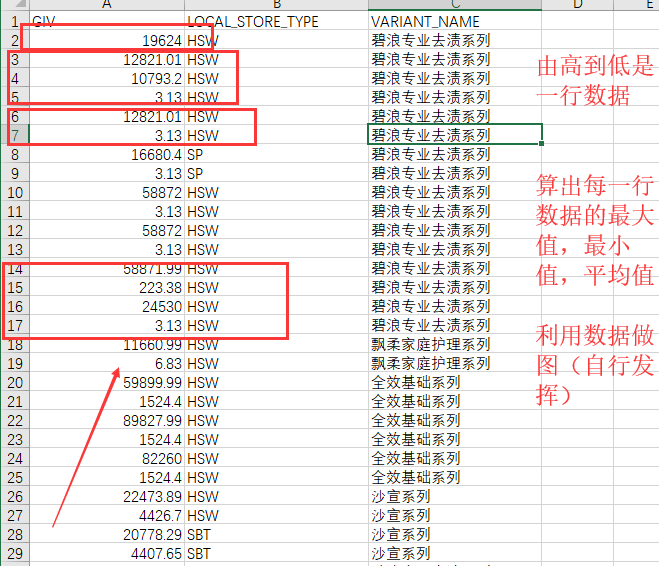 A B C D E
1 GIV LOCAL_STORE_TYPE VARIANT_NAME
2 19624 HSW 碧浪专业去渍系列
3 12821.01 HSW 碧浪专业去渍系列
4 10793.2 HSW 碧浪专业去渍系列
5 3.13 HSW 碧浪专业去渍系列
6 12821.01 HSW 碧浪专业去渍系列
7 3.13 HSW 碧浪专业去渍系列
8 16680.4 SP 碧浪专业去渍系列
9 3.13 SP 碧浪专业去渍系列
10 58872 HSW 碧浪专业去渍系列
11 3.13 HSW 碧浪专业去渍系列
12 58872 HSW 碧浪专业去渍系列
13 3.13 HSW 碧浪专业去渍系列
14 58871.99 HSW 碧浪专业去渍系列
15 223.38 HSW 碧浪专业去渍系列
16 24530 HSW 碧浪专业去渍系列
17 3.13 HSW 碧浪专业去渍系列
18 11660.99 HSW 飘柔家庭护理系列
19 6.83 HSW 飘柔家庭护理系列
20 59899.99 HSW 全效基础系列
21 1524.4 HSW 全效基础系列
22 89827.99 HSW 全效基础系列
23 1524.4 HSW 全效基础系列
24 82260 HSW 全效基础系列
25 1524.4 HSW 全效基础系列
26 22473.89 HSW 沙宣系列
27 4426.7 HSW 沙宣系列
28 20778.29 SBT 沙宣系列
29 4407.65 SBT 沙宣系列
由高到低是
一行数据
算出每一行
数据的最大
值，最小
值，平均值
利用数据做
图（自行发
挥）